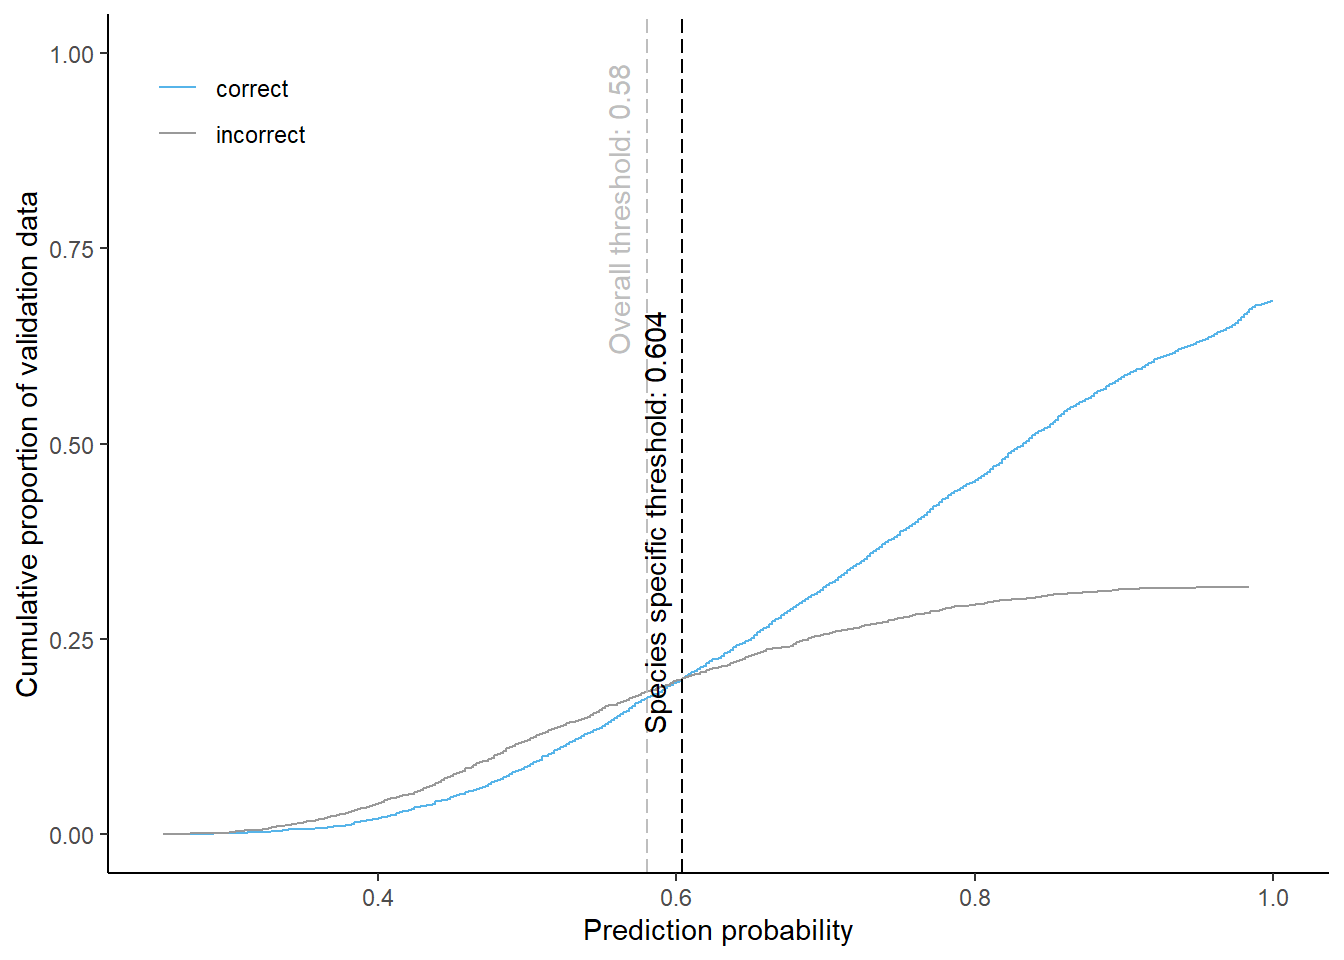 correct
incorrect
Overall threshold: 0.58
Species specific threshold: 0.604
Cumulative proportion of validation data
1.00
0.75
0.50
0.25
0.00
0.4
0.6
0.8
1.0
Prediction probability